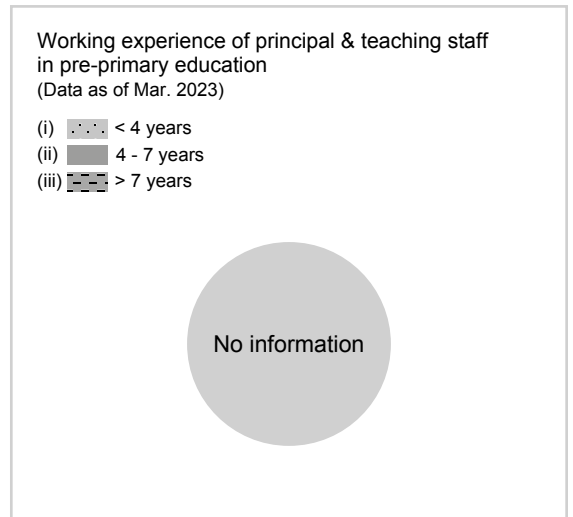 Working experience of principal & teaching staff
in pre-primary education
(Data as of Mar. 2023)
(i) < 4 years
(ii) 4 - 7 years
(iii) > 7 years
No information